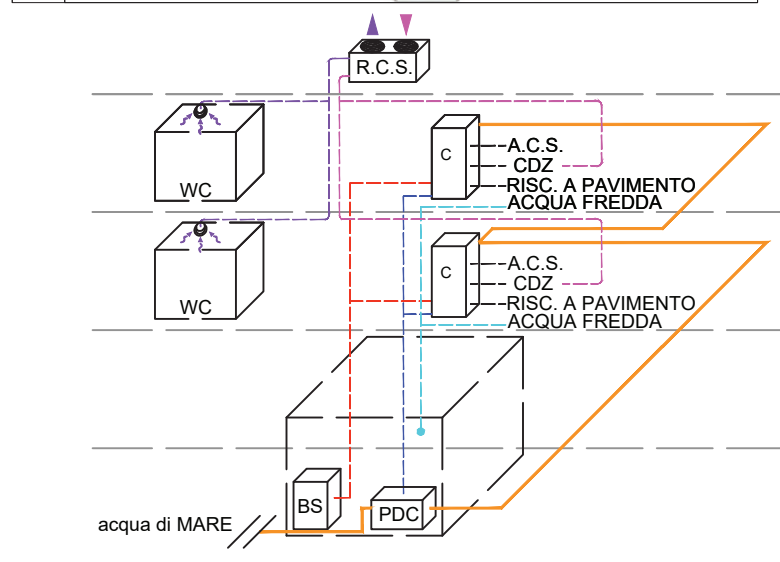 R.C.S.
WC
C
A.C.S.
CDZ
RISC. A PAVIMENTO
ACQUA FREDDA
WC
C
A.C.S.
CDZ
RISC. A PAVIMENTO
ACQUA FREDDA
BS
PDC
acqua di MARE